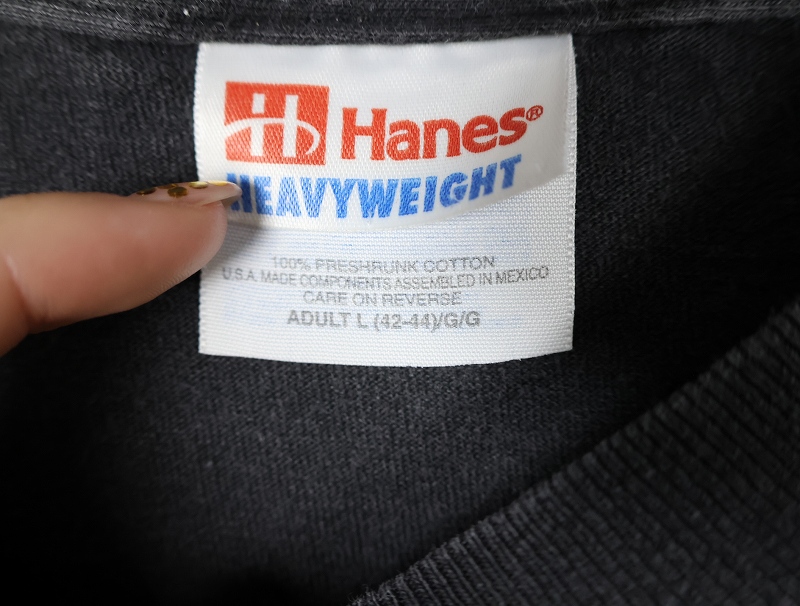 Hanes®
HEAVYWEIGHT
100% PRESHRUNK COTTON
U.S.A. MADE COMPONENTS ASSEMBLED IN MEXICO
CARE ON REVERSE
ADULT L (42-44)/G/G